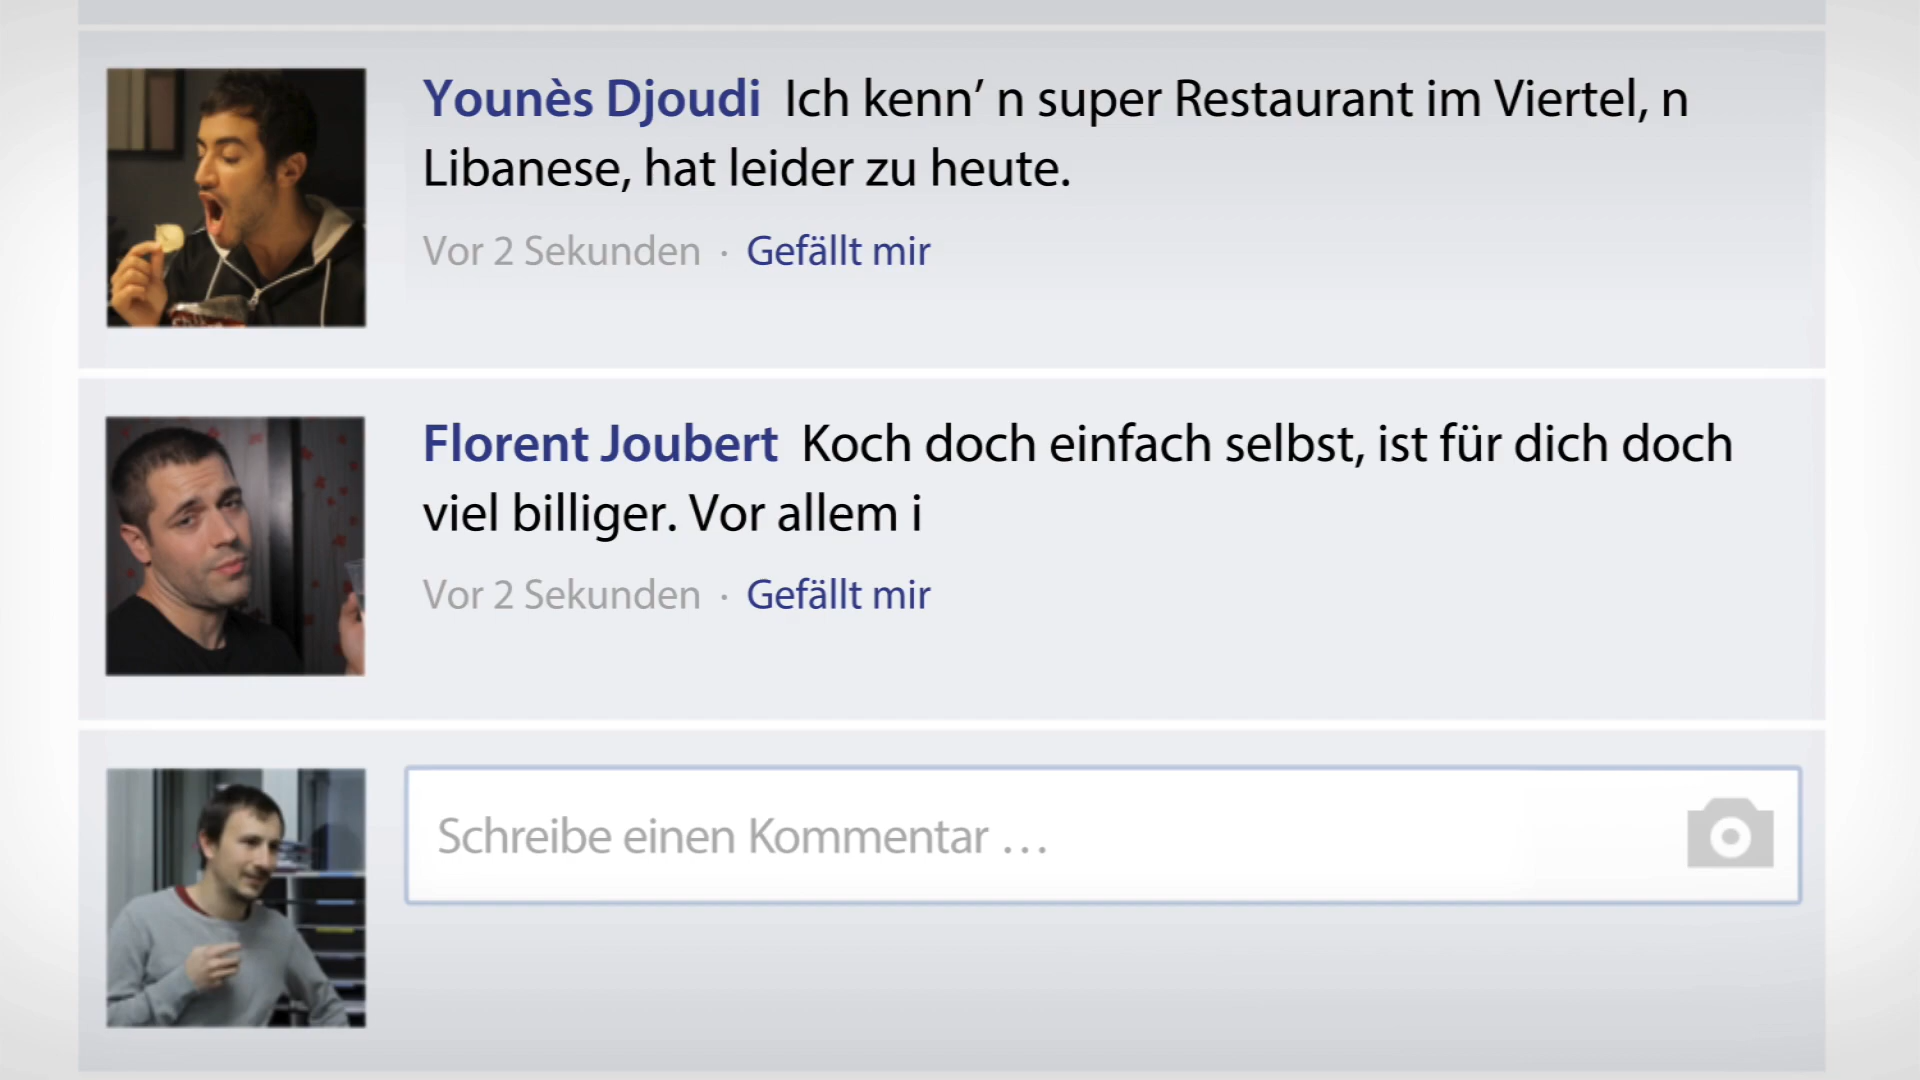 Younès Djoudi Ich kenn’ n super Restaurant im Viertel, n
Libanese, hat leider zu heute.
Vor 2 Sekunden · Gefällt mir
Florent Joubert Koch doch einfach selbst, ist für dich doch
viel billiger. Vor allem i
Vor 2 Sekunden · Gefällt mir
Schreibe einen Kommentar …